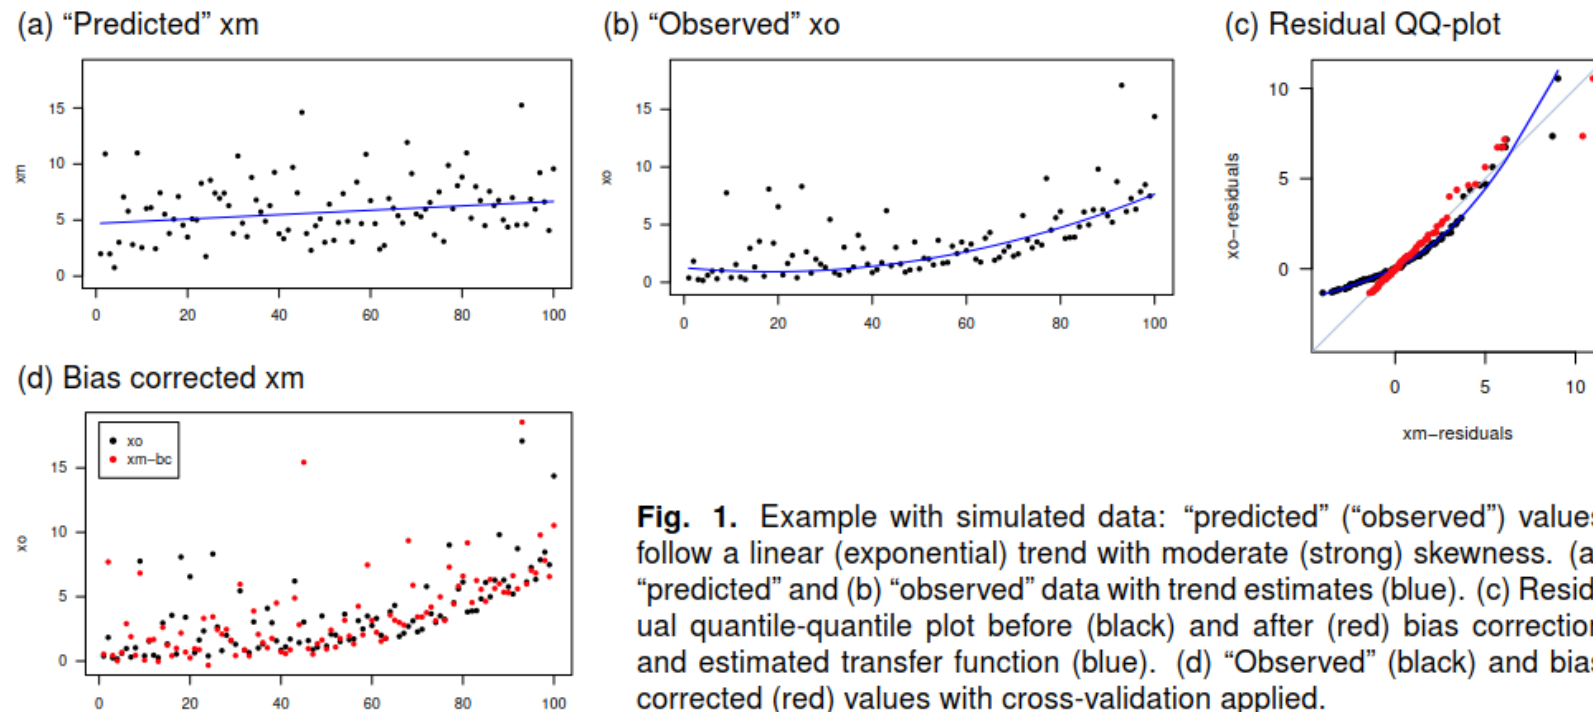 (a) “Predicted” xm
(b) “Observed” xo
(c) Residual QQ-plot
15
10
5
0
xm
0 20 40 60 80 100
15
10
5
0
xo
0 20 40 60 80 100
10
5
0
xo−residuals
0 5 10
xm−residuals
(d) Bias corrected xm
xo
xm−bc
15
10
5
0
xo
0 20 40 60 80 100
Fig. 1. Example with simulated data: “predicted” (“observed”) values
follow a linear (exponential) trend with moderate (strong) skewness. (a
“predicted” and (b) “observed” data with trend estimates (blue). (c) Resid
ual quantile-quantile plot before (black) and after (red) bias correction
and estimated transfer function (blue). (d) “Observed” (black) and bias
corrected (red) values with cross-validation applied.